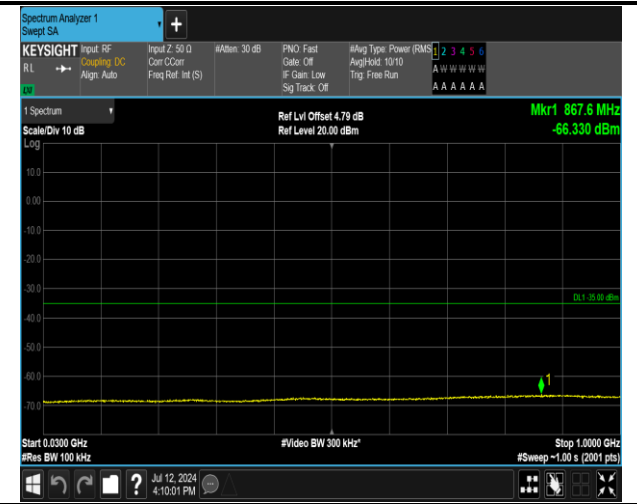 Spectrum Analyzer 1
Swept SA
KEYSIGHT
RL
Input: RF
Coupling: DC
Align: Auto
Input Z: 50 Ω
Corr CCorr
Freq Ref: Int (S)
#Atten: 30 dB
PNO: Fast
Gate: Off
IF Gain: Low
Sig Track: Off
#Avg Type: Power (RMS
Avg|Hold: 10/10
Trig: Free Run
1 2 3 4 5 6
A W W W W W
A A A A A A
1 Spectrum
Scale/Div 10 dB
Ref Lvl Offset 4.79 dB
Ref Level 20.00 dBm
Mkr1 867.6 MHz
-66.330 dBm
Log
10.0
0.00
-10.0
-20.0
-30.0
DL1 -35.00 dBm
-40.0
-50.0
-60.0
1
-70.0
Start 0.0300 GHz
#Video BW 300 kHz*
Stop 1.0000 GHz
#Res BW 100 kHz
#Sweep ~1.00 s (2001 pts)
?
Jul 12, 2024
4:10:01 PM